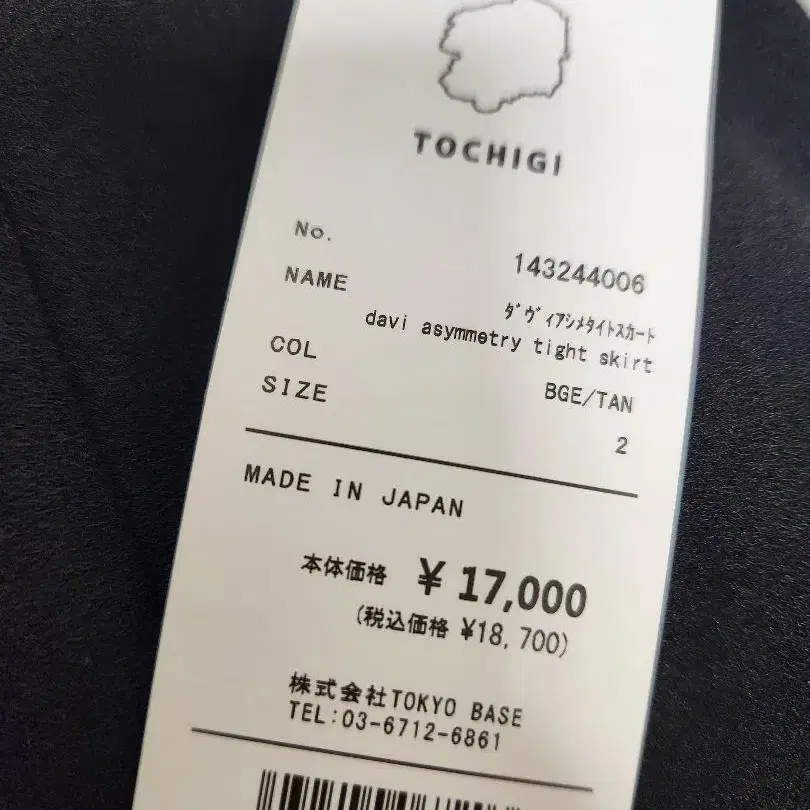 TOCHIGI
No. 143244006
NAME ﾀﾞｳﾞｨｱｼﾒﾀｲﾄｽｶｰﾄ
davi asymmetry tight skirt
COL BGE/TAN
SIZE 2
MADE IN JAPAN
本体価格 ¥ 17,000
(税込価格 ¥18,700)
株式会社TOKYO BASE
TEL:03-6712-6861